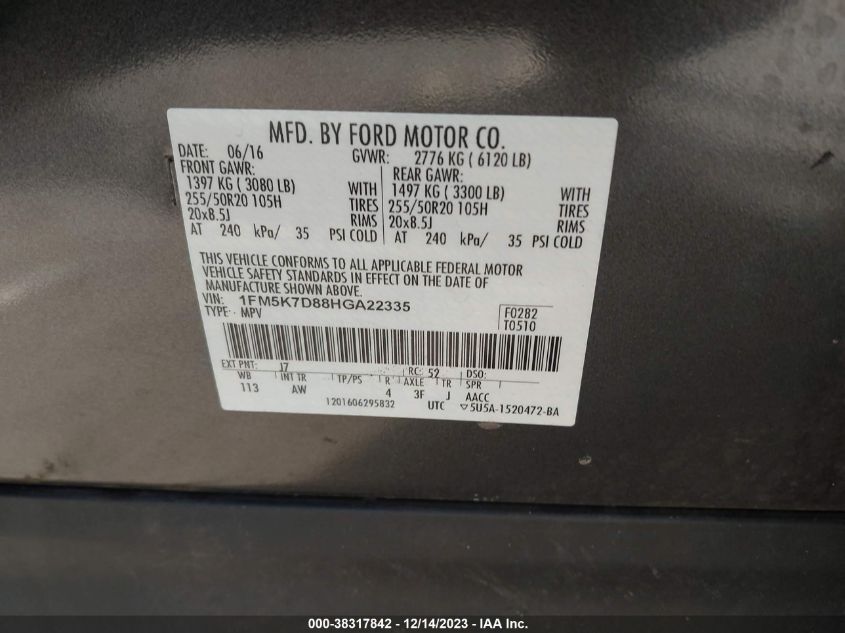 MFD. BY FORD MOTOR CO.
DATE: 06/16 GVWR: 2776 KG ( 6120 LB)
FRONT GAWR: REAR GAWR:
1397 KG ( 3080 LB) WITH 1497 KG ( 3300 LB) WITH
255/50R20 105H TIRES 255/50R20 105H TIRES
20x8.5J RIMS 20x8.5J RIMS
AT 240 kPa/ 35 PSI COLD AT 240 kPa/ 35 PSI COLD
THIS VEHICLE CONFORMS TO ALL APPLICABLE FEDERAL MOTOR
VEHICLE SAFETY STANDARDS IN EFFECT ON THE DATE OF
MANUFACTURE SHOWN ABOVE.
VIN: 1FM5K7D88HGA22335 F0282
TYPE: MPV T0510
EXT PNT: J7 RC: 52 DSO:
WB INT TR TP/PS R AXLE TR SPR
113 AW 4 3F J AACC
1201606295832 UTC ▽5U5A-1520472-BA
000-38317842 - 12/14/2023 - IAA Inc.